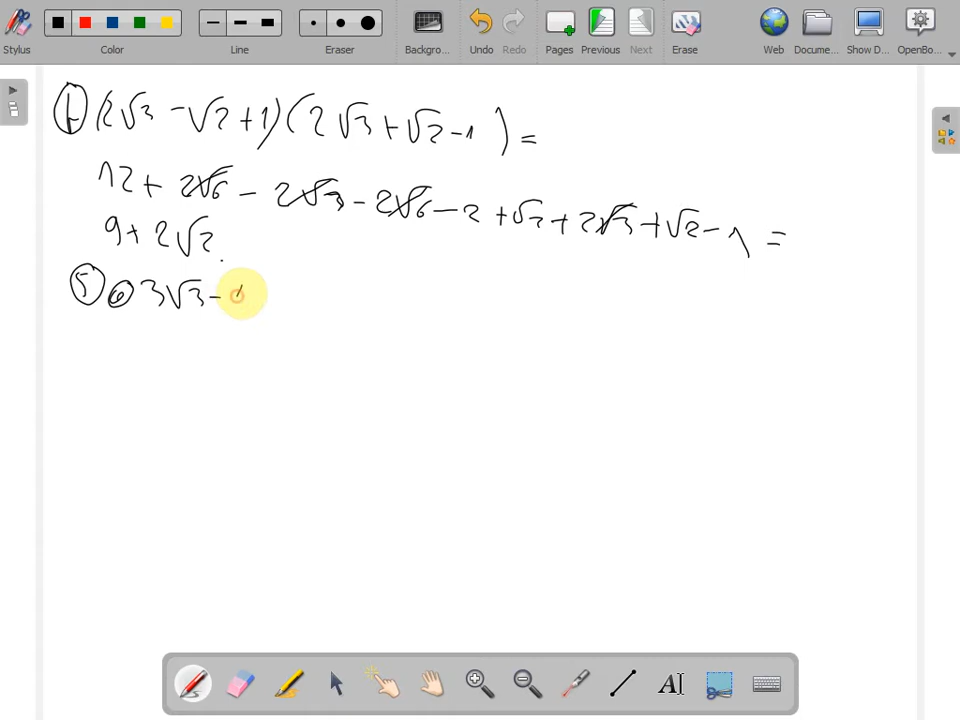 Stylus Color Line Eraser Backgro... Undo Redo Pages Previous Next Erase Web Docume... Show D... OpenBo...
(2√3 -√2+1)(2√3+√2-1)=
12+2√6-2√3-2√6-2+√2+2√3+√2-1=
9+2√2
5 3√3-
A